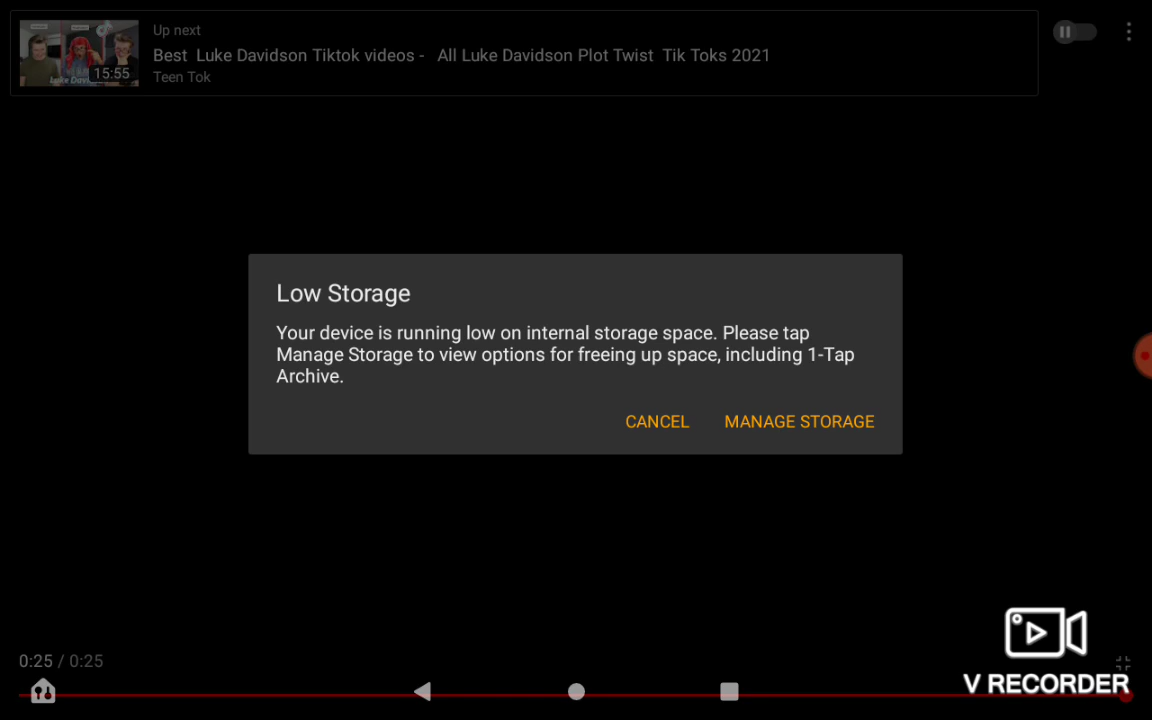 Up next
Best Luke Davidson Tiktok videos - All Luke Davidson Plot Twist Tik Toks 2021
Teen Tok
15:55
Low Storage
Your device is running low on internal storage space. Please tap
Manage Storage to view options for freeing up space, including 1-Tap
Archive.
CANCEL MANAGE STORAGE
0:25 / 0:25
V RECORDER